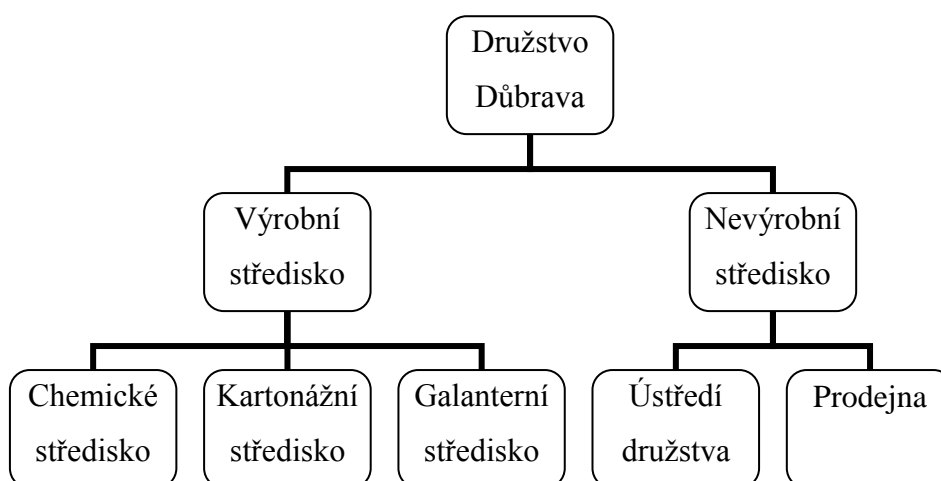 Družstvo
Důbrava
Výrobní
středisko
Nevýrobní
středisko
Chemické
středisko
Kartonážní
středisko
Galanterní
středisko
Ústředí
družstva
Prodejna